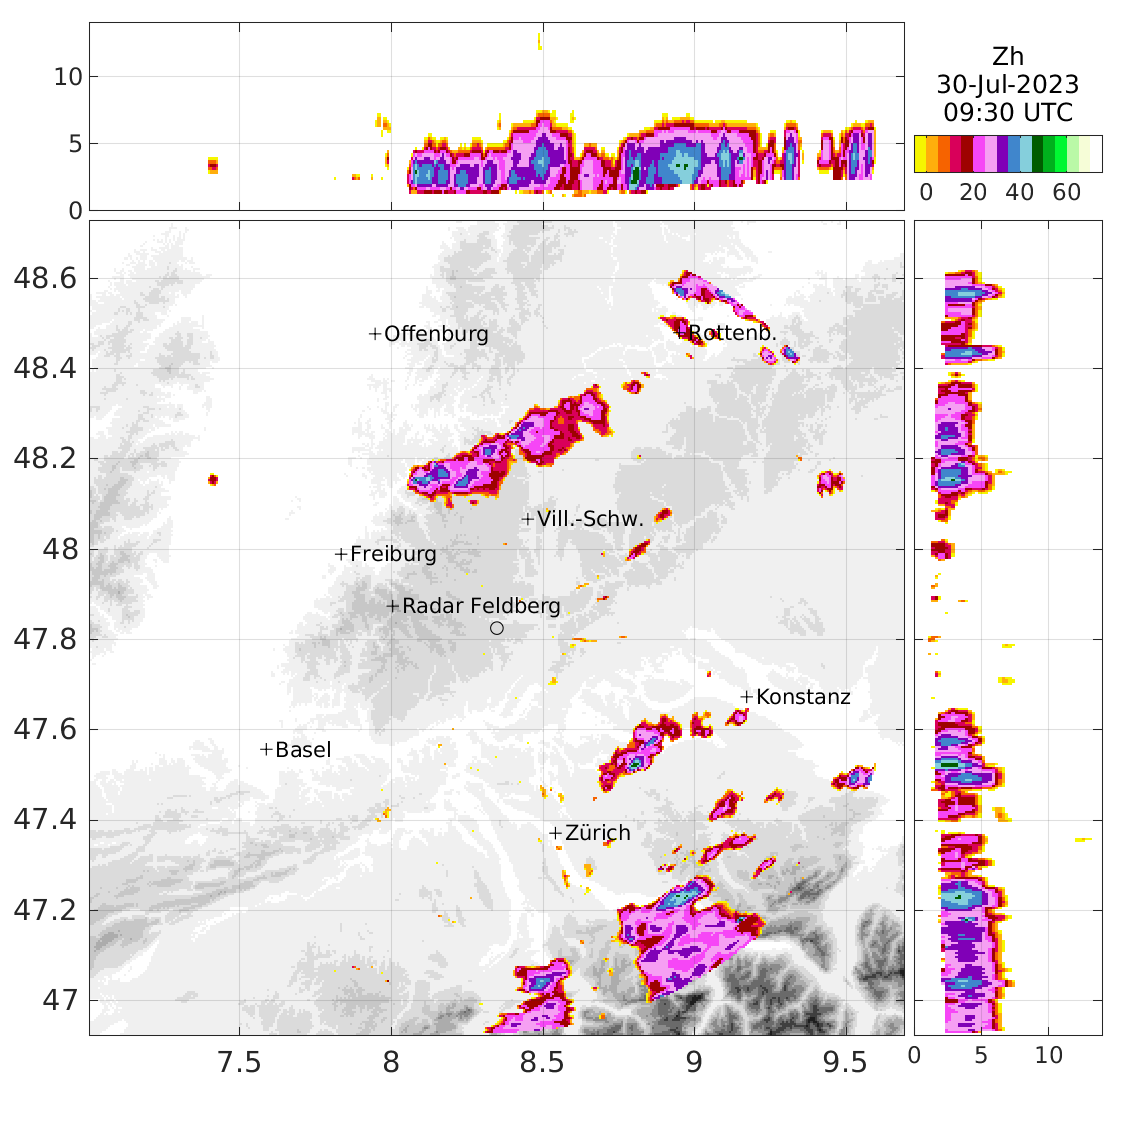 10
5
0
Zh
30-Jul-2023
09:30 UTC
0 20 40 60
48.6
48.4
48.2
48
47.8
47.6
47.4
47.2
47
Offenburg
Rottenb.
Vill.-Schw.
Freiburg
Radar Feldberg
Konstanz
Basel
Zürich
7.5 8 8.5 9 9.5
0 5 10